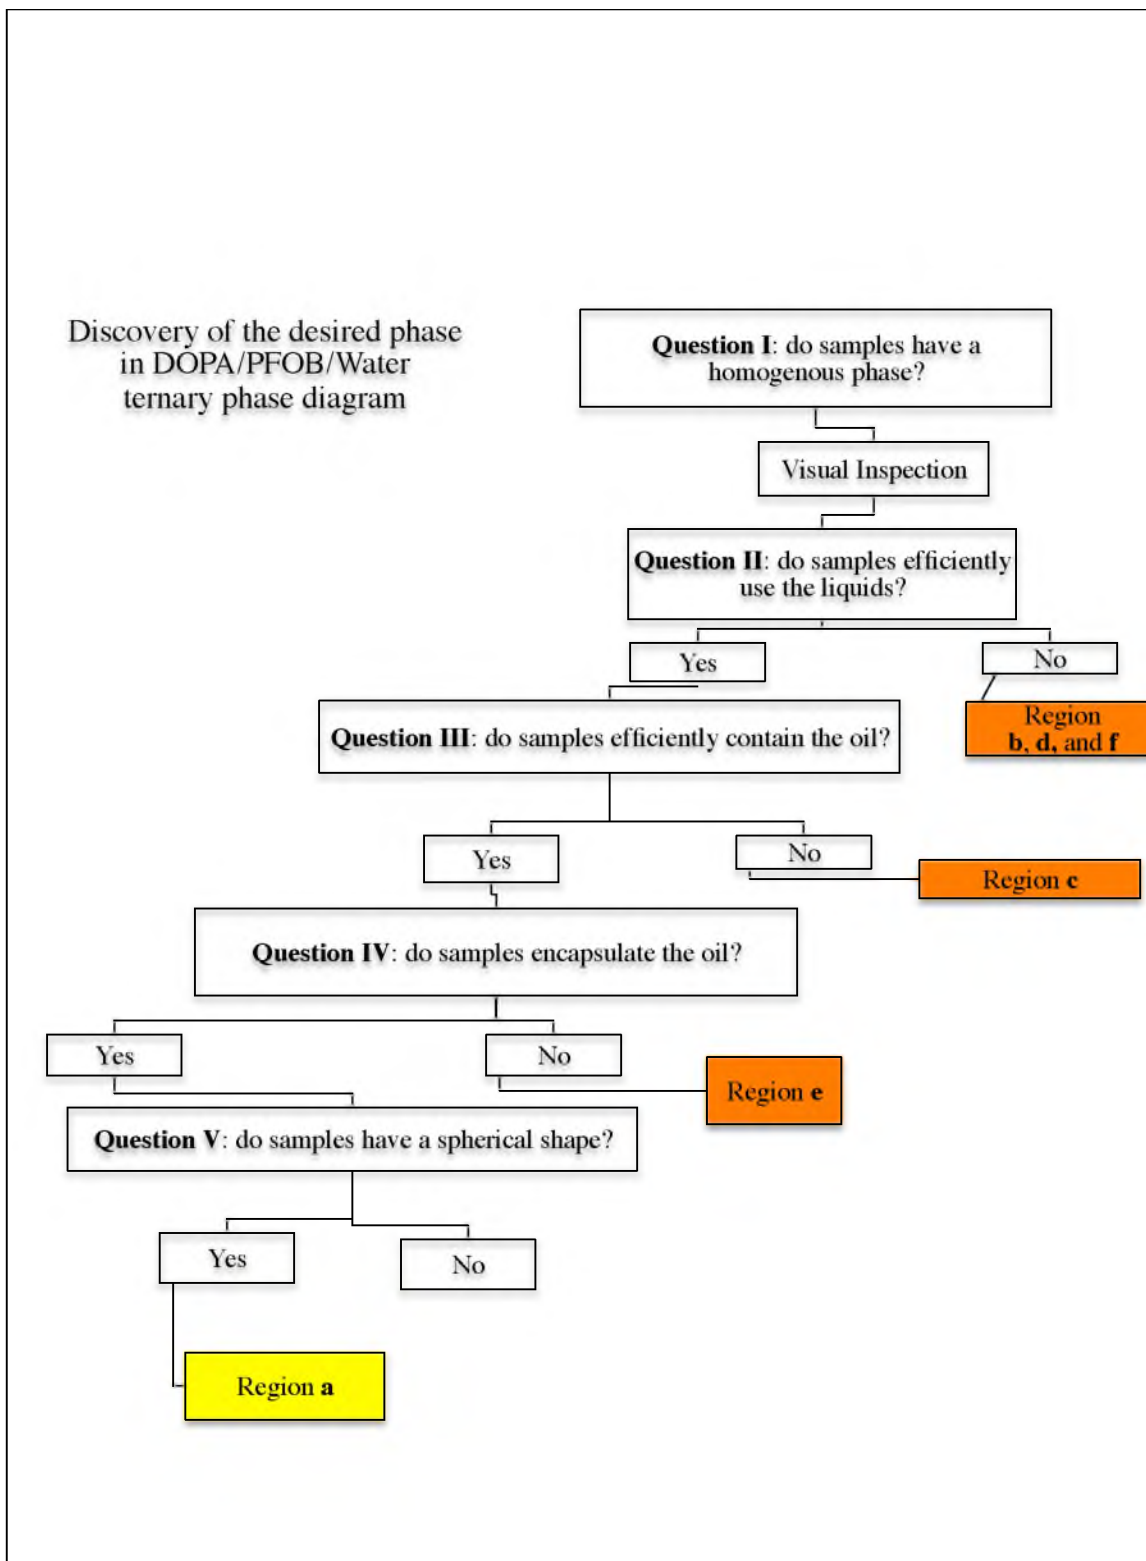 Discovery of the desired phase
in DOPA/PFOB/Water
ternary phase diagram
Question I: do samples have a
homogenous phase?
Visual Inspection
Question II: do samples efficiently
use the liquids?
Yes
No
Region
b, d, and f
Question III: do samples efficiently contain the oil?
Yes
No
Region c
Question IV: do samples encapsulate the oil?
Yes
No
Region e
Question V: do samples have a spherical shape?
Yes
No
Region a